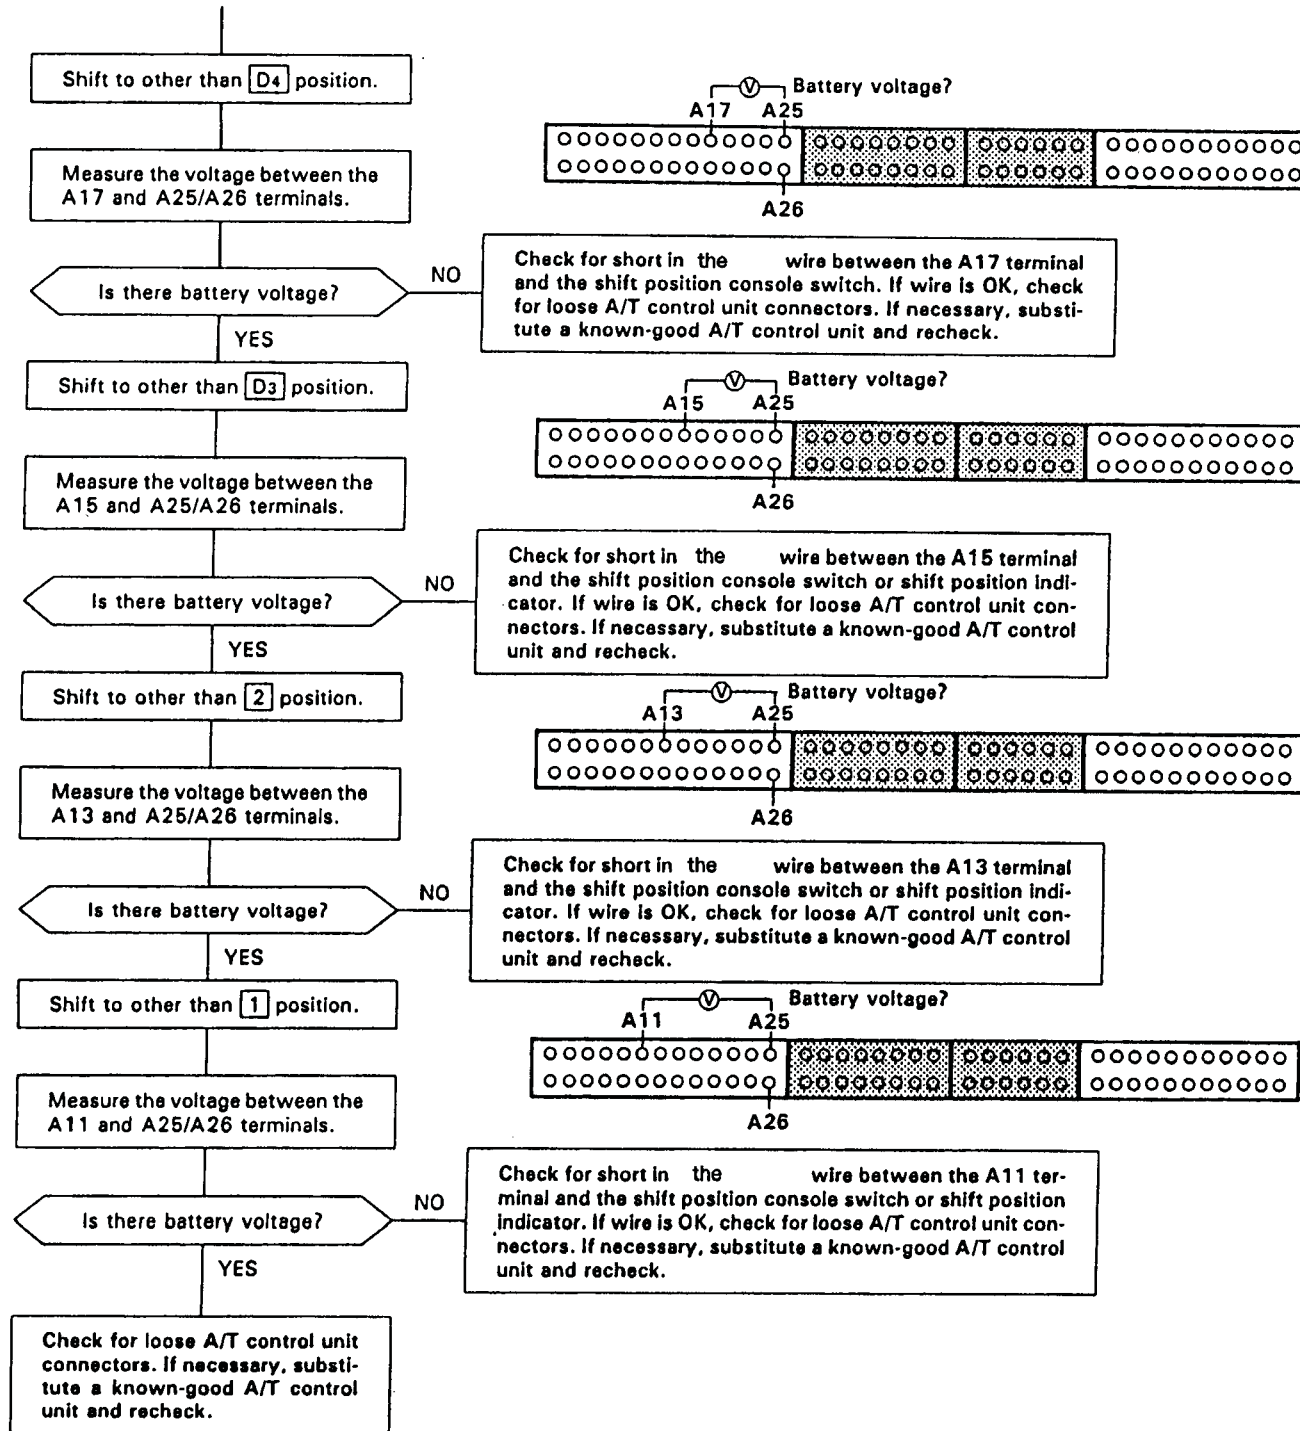 Shift to other than D4 position.
Battery voltage?
V
A17 A25
Measure the voltage between the
A17 and A25/A26 terminals.
A26
Is there battery voltage?
NO
Check for short in the wire between the A17 terminal
and the shift position console switch. If wire is OK, check
for loose A/T control unit connectors. If necessary, substi-
tute a known-good A/T control unit and recheck.
YES
Shift to other than D3 position.
Battery voltage?
V
A15 A25
Measure the voltage between the
A15 and A25/A26 terminals.
A26
Is there battery voltage?
NO
Check for short in the wire between the A15 terminal
and the shift position console switch or shift position indi-
cator. If wire is OK, check for loose A/T control unit con-
nectors. If necessary, substitute a known-good A/T control
unit and recheck.
YES
Shift to other than 2 position.
Battery voltage?
V
A13 A25
Measure the voltage between the
A13 and A25/A26 terminals.
A26
Is there battery voltage?
NO
Check for short in the wire between the A13 terminal
and the shift position console switch or shift position indi-
cator. If wire is OK, check for loose A/T control unit con-
nectors. If necessary, substitute a known-good A/T control
unit and recheck.
YES
Shift to other than 1 position.
Battery voltage?
V
A11 A25
Measure the voltage between the
A11 and A25/A26 terminals.
A26
Is there battery voltage?
NO
Check for short in the wire between the A11 ter-
minal and the shift position console switch or shift position
indicator. If wire is OK, check for loose A/T control unit con-
nectors. If necessary, substitute a known-good A/T control
unit and recheck.
YES
Check for loose A/T control unit
connectors. If necessary, substi-
tute a known-good A/T control
unit and recheck.